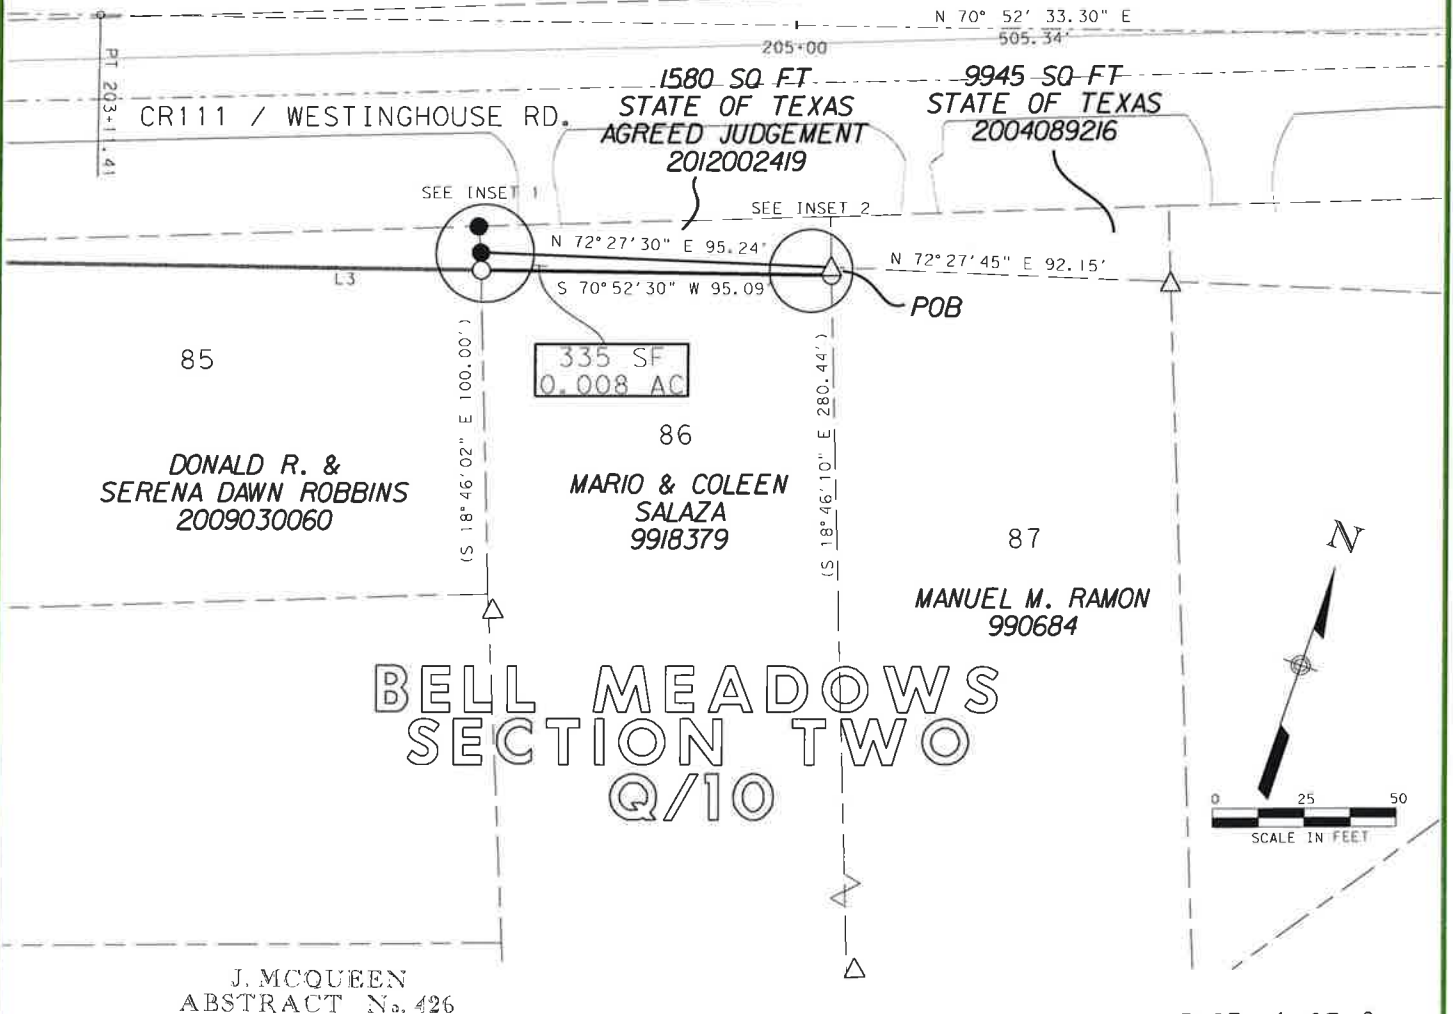 N 70° 52' 33.30" E
505.34'
205+00
PT 203+11.41
CR111 / WESTINGHOUSE RD.
1580 SQ FT
STATE OF TEXAS
AGREED JUDGEMENT
2012002419
9945 SQ FT
STATE OF TEXAS
2004089216
SEE INSET 1
SEE INSET 2
N 72°27'30" E 95.24'
N 72°27'45" E 92.15'
L3
S 70°52'30" W 95.09'
POB
335 SF
0.008 AC
85
(S 18°46'02" E 100.00')
(S 18°46'10" E 280.44')
86
DONALD R. &
SERENA DAWN ROBBINS
2009030060
MARIO & COLEEN
SALAZA
9918379
87
MANUEL M. RAMON
990684
N
BELL MEADOWS
SECTION TWO
Q/10
0 25 50
SCALE IN FEET
J. MCQUEEN
ABSTRACT No. 426